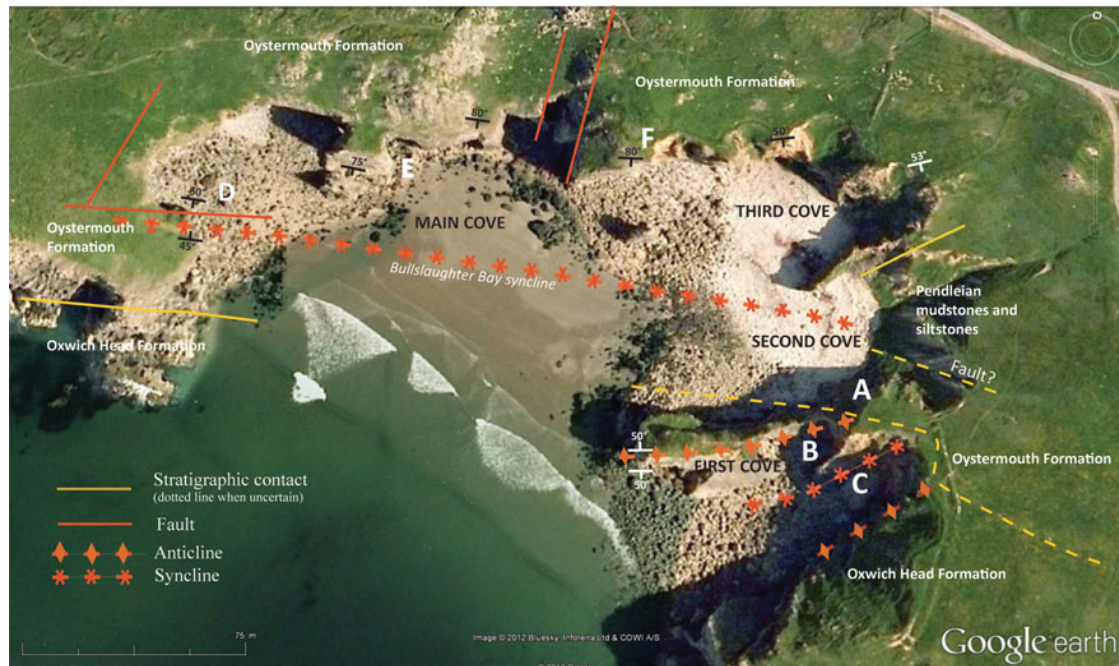 Oystermouth Formation
Oystermouth Formation
N
80°
F
50°
80°
53°
E
75°
60°
D
THIRD COVE
MAIN COVE
Oystermouth
Formation
45°
Bullslaughter Bay syncline
Pendleian
mudstones and
siltstones
Oxwich Head Formation
SECOND COVE
Fault?
A
50°
B
FIRST COVE
C
50°
Oystermouth Formation
Stratigraphic contact
(dotted line when uncertain)
Fault
Anticline
Syncline
Oxwich Head Formation
75 m
Image © 2012 Bluesky, Infoterra Ltd & COWI A/S
Google earth